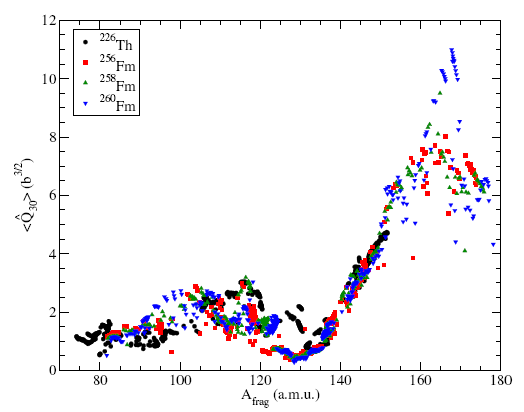 12
10
8
6
4
2
0
<Q̂30> (b^3/2)
226Th
256Fm
258Fm
260Fm
80 100 120 140 160 180
A_frag (a.m.u.)